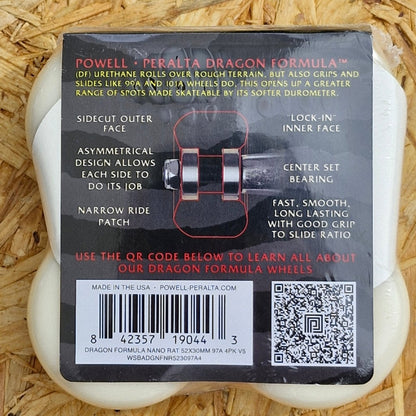 POWELL • PERALTA DRAGON FORMULA™
(DF) URETHANE ROLLS OVER ROUGH TERRAIN, BUT ALSO GRIPS AND
SLIDES LIKE 99A AND 101A WHEELS DO, THIS OPENS UP A GREATER
RANGE OF SPOTS MADE SKATEABLE BY ITS SOFTER DUROMETER.
SIDECUT OUTER
FACE
ASYMMETRICAL
DESIGN ALLOWS
EACH SIDE TO
DO ITS JOB
NARROW RIDE
PATCH
"LOCK-IN"
INNER FACE
CENTER SET
BEARING
FAST, SMOOTH,
LONG LASTING
WITH GOOD GRIP
TO SLIDE RATIO
USE THE QR CODE BELOW TO LEARN ALL ABOUT
OUR DRAGON FORMULA WHEELS
MADE IN THE USA • POWELL-PERALTA.COM
8 42357 19044 3
DRAGON FORMULA NANO RAT 52X30MM 97A 4PK V5
WSBADGNFNR523097A4